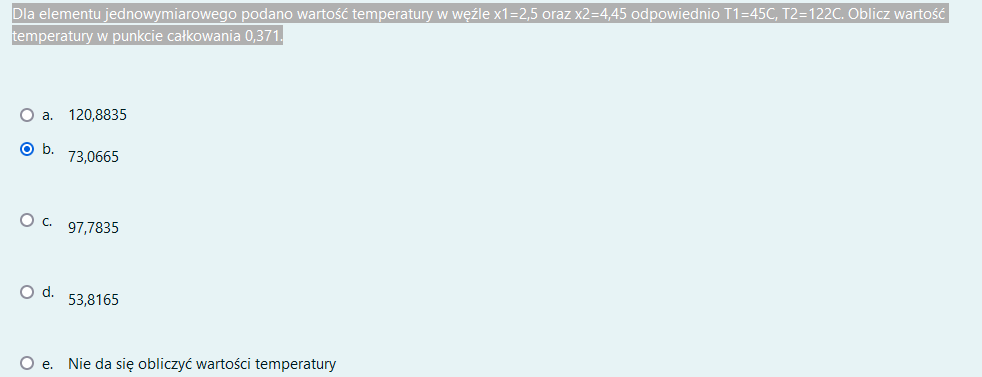 Dla elementu jednowymiarowego podano wartość temperatury w węźle x1=2,5 oraz x2=4,45 odpowiednio T1=45C, T2=122C. Oblicz wartość
temperatury w punkcie całkowania 0,371.
a. 120,8835
b. 73,0665
c. 97,7835
d. 53,8165
e. Nie da się obliczyć wartości temperatury